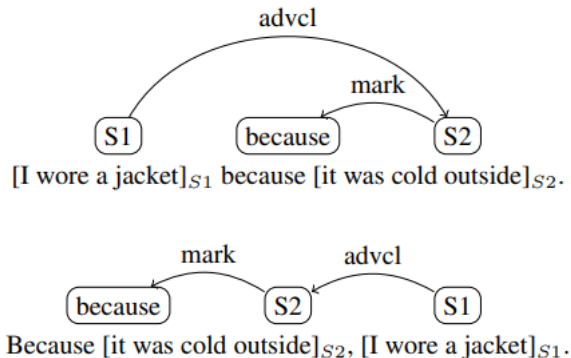 advcl
mark
S1 because S2
[I wore a jacket]S1 because [it was cold outside]S2.
mark advcl
because S2 S1
Because [it was cold outside]S2, [I wore a jacket]S1.